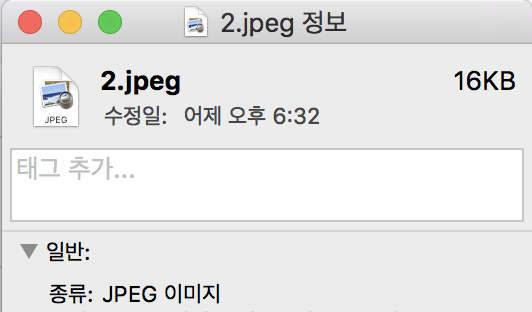 2.jpeg 정보
JPEG
2.jpeg 16KB
수정일: 어제 오후 6:32
태그 추가...
일반:
종류: JPEG 이미지